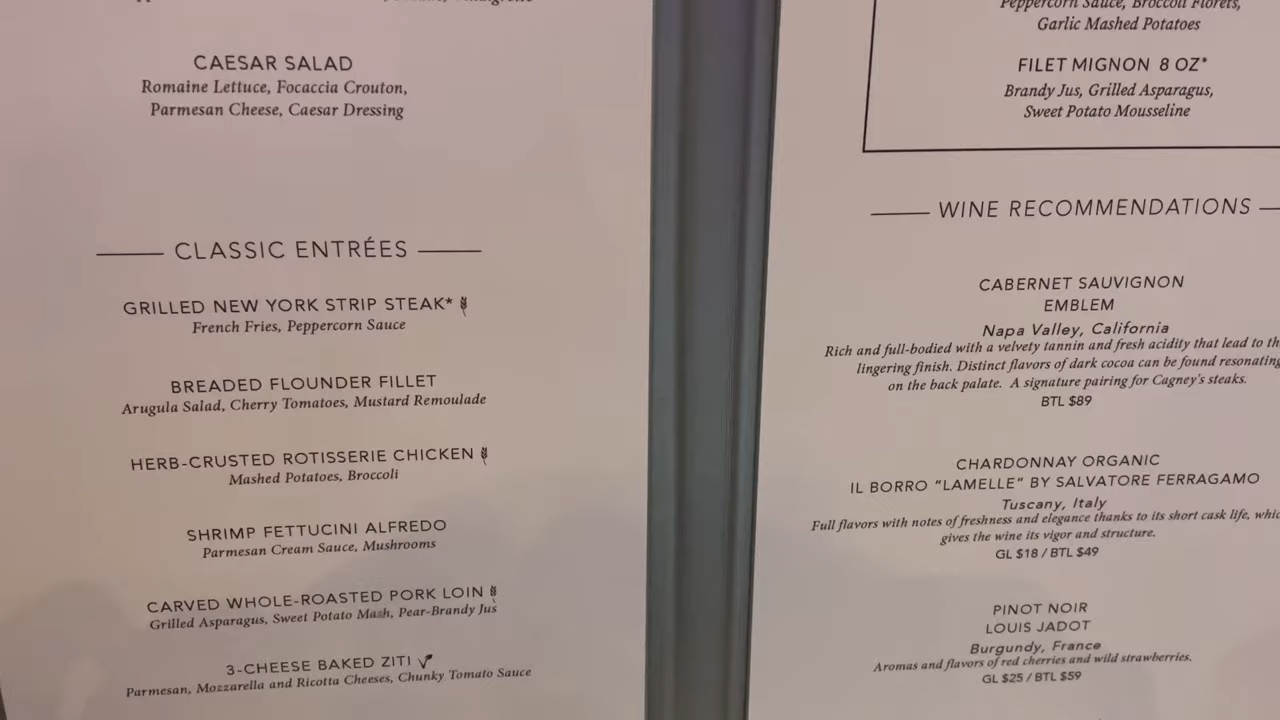 CAESAR SALAD
Romaine Lettuce, Focaccia Crouton,
Parmesan Cheese, Caesar Dressing
CLASSIC ENTRÉES
GRILLED NEW YORK STRIP STEAK*
French Fries, Peppercorn Sauce
BREADED FLOUNDER FILLET
Arugula Salad, Cherry Tomatoes, Mustard Remoulade
HERB-CRUSTED ROTISSERIE CHICKEN
Mashed Potatoes, Broccoli
SHRIMP FETTUCINI ALFREDO
Parmesan Cream Sauce, Mushrooms
CARVED WHOLE-ROASTED PORK LOIN
Grilled Asparagus, Sweet Potato Mash, Pear-Brandy Jus
3-CHEESE BAKED ZITI
Parmesan, Mozzarella and Ricotta Cheeses, Chunky Tomato Sauce
Peppercorn Sauce, Broccoli Florets,
Garlic Mashed Potatoes
FILET MIGNON 8 OZ*
Brandy Jus, Grilled Asparagus,
Sweet Potato Mousseline
WINE RECOMMENDATIONS
CABERNET SAUVIGNON
EMBLEM
Napa Valley, California
Rich and full-bodied with a velvety tannin and fresh acidity that lead to
lingering finish. Distinct flavors of dark cocoa can be found resonating
on the back palate. A signature pairing for Cagney's steaks.
BTL $89
CHARDONNAY ORGANIC
IL BORRO "LAMELLE" BY SALVATORE FERRAGAMO
Tuscany, Italy
Full flavors with notes of freshness and elegance thanks to its short cask life,
gives the wine its vigor and structure.
GL $18 / BTL $49
PINOT NOIR
LOUIS JADOT
Burgundy, France
Aromas and flavors of red cherries and wild strawberries.
GL $25 / BTL $59